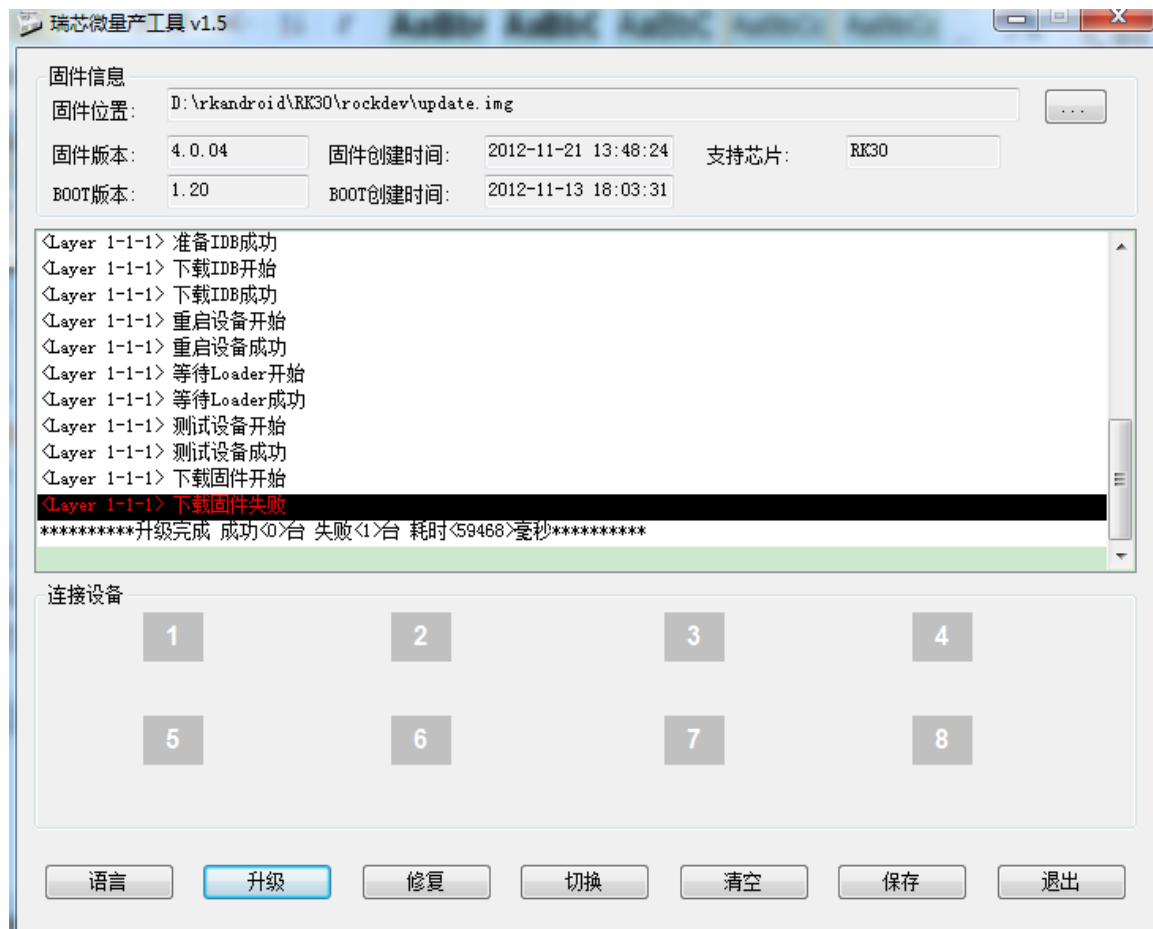 瑞芯微量产工具 v1.5
固件信息
固件位置: D:\rkandroid\RK30\rockdev\update.img ...
固件版本: 4.0.04 固件创建时间: 2012-11-21 13:48:24 支持芯片: RK30
BOOT版本: 1.20 BOOT创建时间: 2012-11-13 18:03:31
<Layer 1-1-1> 准备IDB成功
<Layer 1-1-1> 下载IDB开始
<Layer 1-1-1> 下载IDB成功
<Layer 1-1-1> 重启设备开始
<Layer 1-1-1> 重启设备成功
<Layer 1-1-1> 等待Loader开始
<Layer 1-1-1> 等待Loader成功
<Layer 1-1-1> 测试设备开始
<Layer 1-1-1> 测试设备成功
<Layer 1-1-1> 下载固件开始
<Layer 1-1-1> 下载固件失败
**********升级完成 成功<0>台 失败<1>台 耗时<59468>毫秒**********
连接设备
1 2 3 4
5 6 7 8
语言 升级 修复 切换 清空 保存 退出